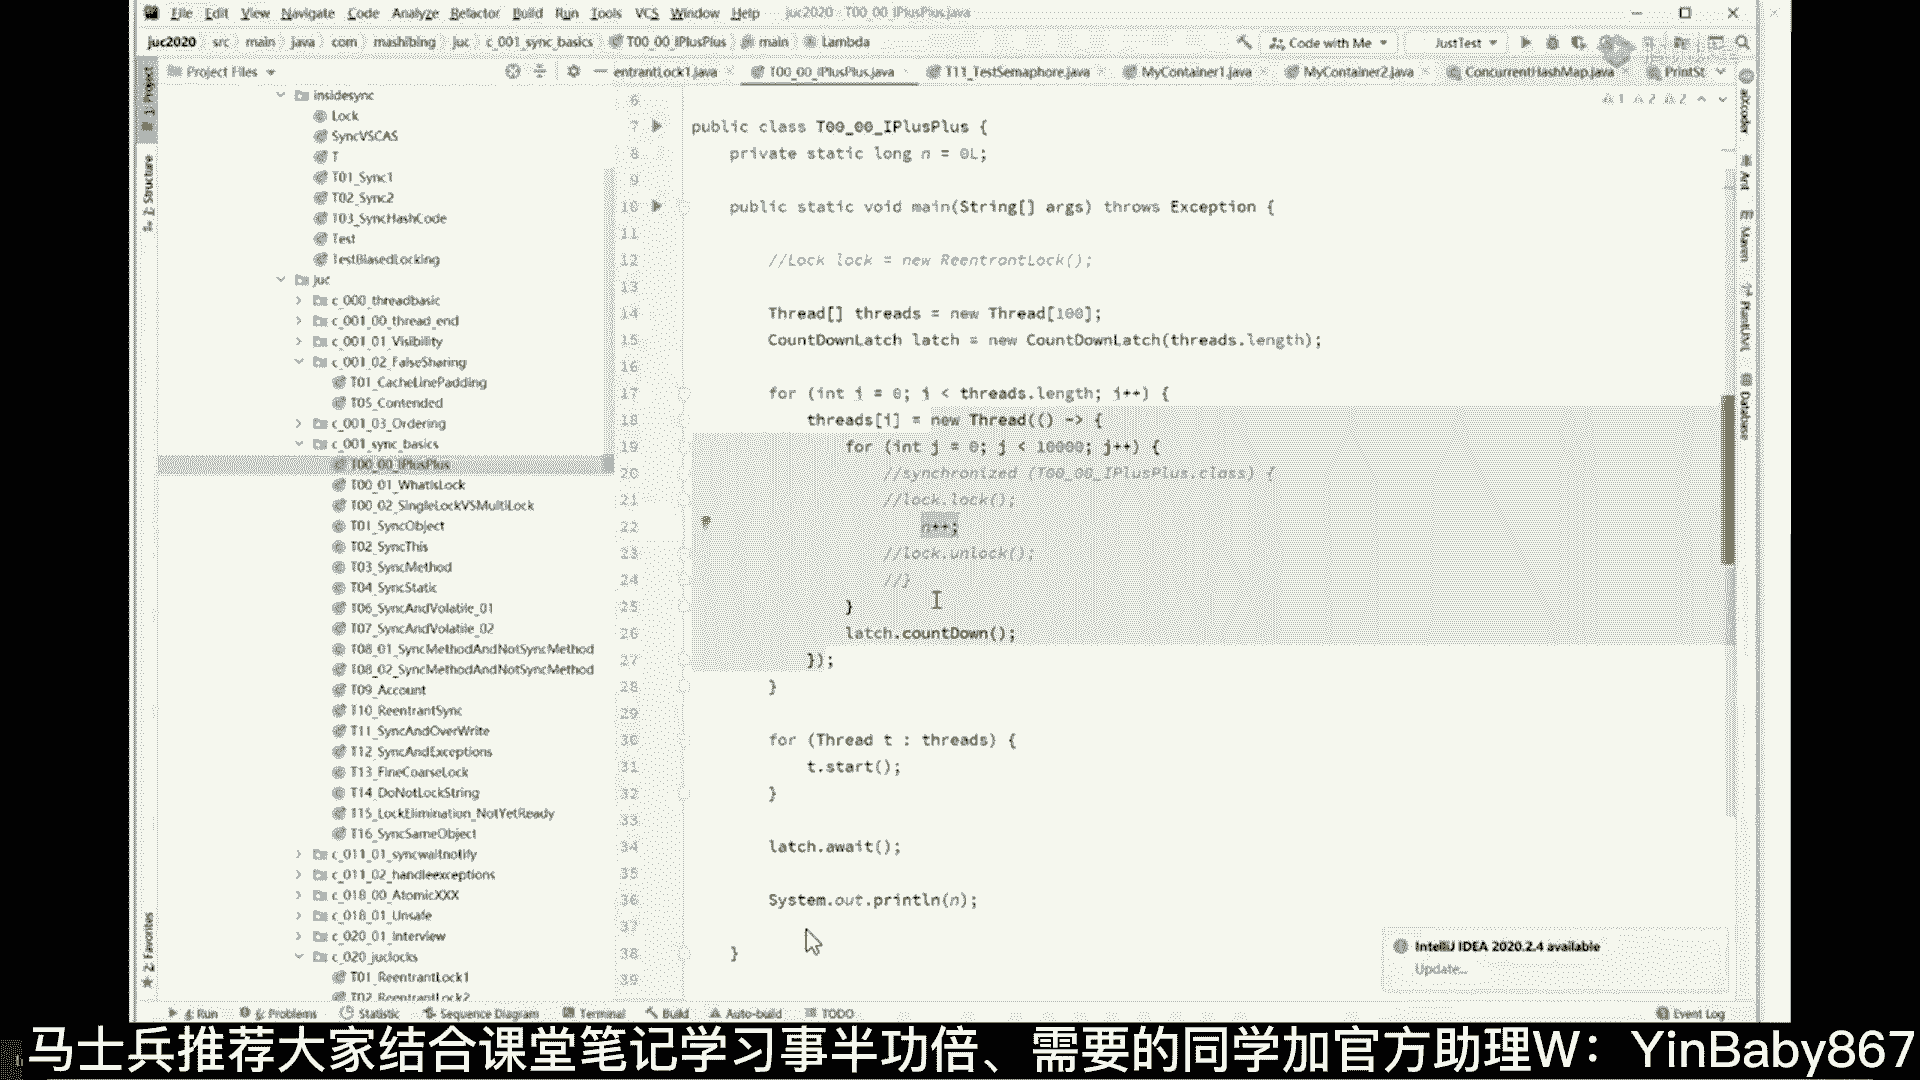 File Edit View Navigate Code Analyze Refactor Build Run Tools VCS Window Help juc2020 - T00_00_IPlusPlus.java
juc2020 src main java com mashibing juc c_001_sync_basics T00_00_IPlusPlus main Lambda Code with Me JustTest
Project Files entrantLock1.java T00_00_IPlusPlus.java T11_TestSemaphore.java MyContainer1.java MyContainer2.java ConcurrentHashMap.java PrintSt
1: Project
Z: Structure
2: Favorites
insidesync
Lock
SyncVSCAS
T
T01_Sync1
T02_Sync2
T03_SyncHashCode
Test
TestBiasedLocking
juc
c_000_threadbasic
c_001_00_thread_end
c_001_01_Visibility
c_001_02_FalseSharing
T01_CacheLinePadding
T05_Contended
c_001_03_Ordering
c_001_sync_basics
T00_00_IPlusPlus
T00_01_WhatIsLock
T00_02_SingleLockVSMultiLock
T01_SyncObject
T02_SyncThis
T03_SyncMethod
T04_SyncStatic
T06_SyncAndVolatile_01
T07_SyncAndVolatile_02
T08_01_SyncMethodAndNotSyncMethod
T08_02_SyncMethodAndNotSyncMethod
T09_Account
T10_ReentrantSync
T11_SyncAndOverWrite
T12_SyncAndExceptions
T13_FineCoarseLock
T14_DoNotLockString
T15_LockElimination_NotYetReady
T16_SyncSameObject
c_011_01_syncwaitnotify
c_011_02_handleexceptions
c_018_00_AtomicXXX
c_018_01_Unsafe
c_020_01_Interview
c_020_juclocks
T01_ReentrantLock1
T02_ReentrantLock2
6
7 public class T00_00_IPlusPlus {
8 private static long n = 0L;
9
10 public static void main(String[] args) throws Exception {
11
12 //Lock lock = new ReentrantLock();
13
14 Thread[] threads = new Thread[100];
15 CountDownLatch latch = new CountDownLatch(threads.length);
16
17 for (int i = 0; i < threads.length; i++) {
18 threads[i] = new Thread(() -> {
19 for (int j = 0; j < 10000; j++) {
20 //synchronized (T00_00_IPlusPlus.class) {
21 //lock.lock();
22 n++;
23 //lock.unlock();
24 //}
25 }
26 latch.countDown();
27 });
28 }
29
30 for (Thread t : threads) {
31 t.start();
32 }
33
34 latch.await();
35
36 System.out.println(n);
37
38 }
39
1 2 2
aiXcoder
Ant
Maven
PlantUML
Database
IntelliJ IDEA 2020.2.4 available
Update...
4: Run 6: Problems Statistic Sequence Diagram Terminal Build Auto-build TODO Event Log
马士兵推荐大家结合课堂笔记学习事半功倍、需要的同学加官方助理W：YinBaby867